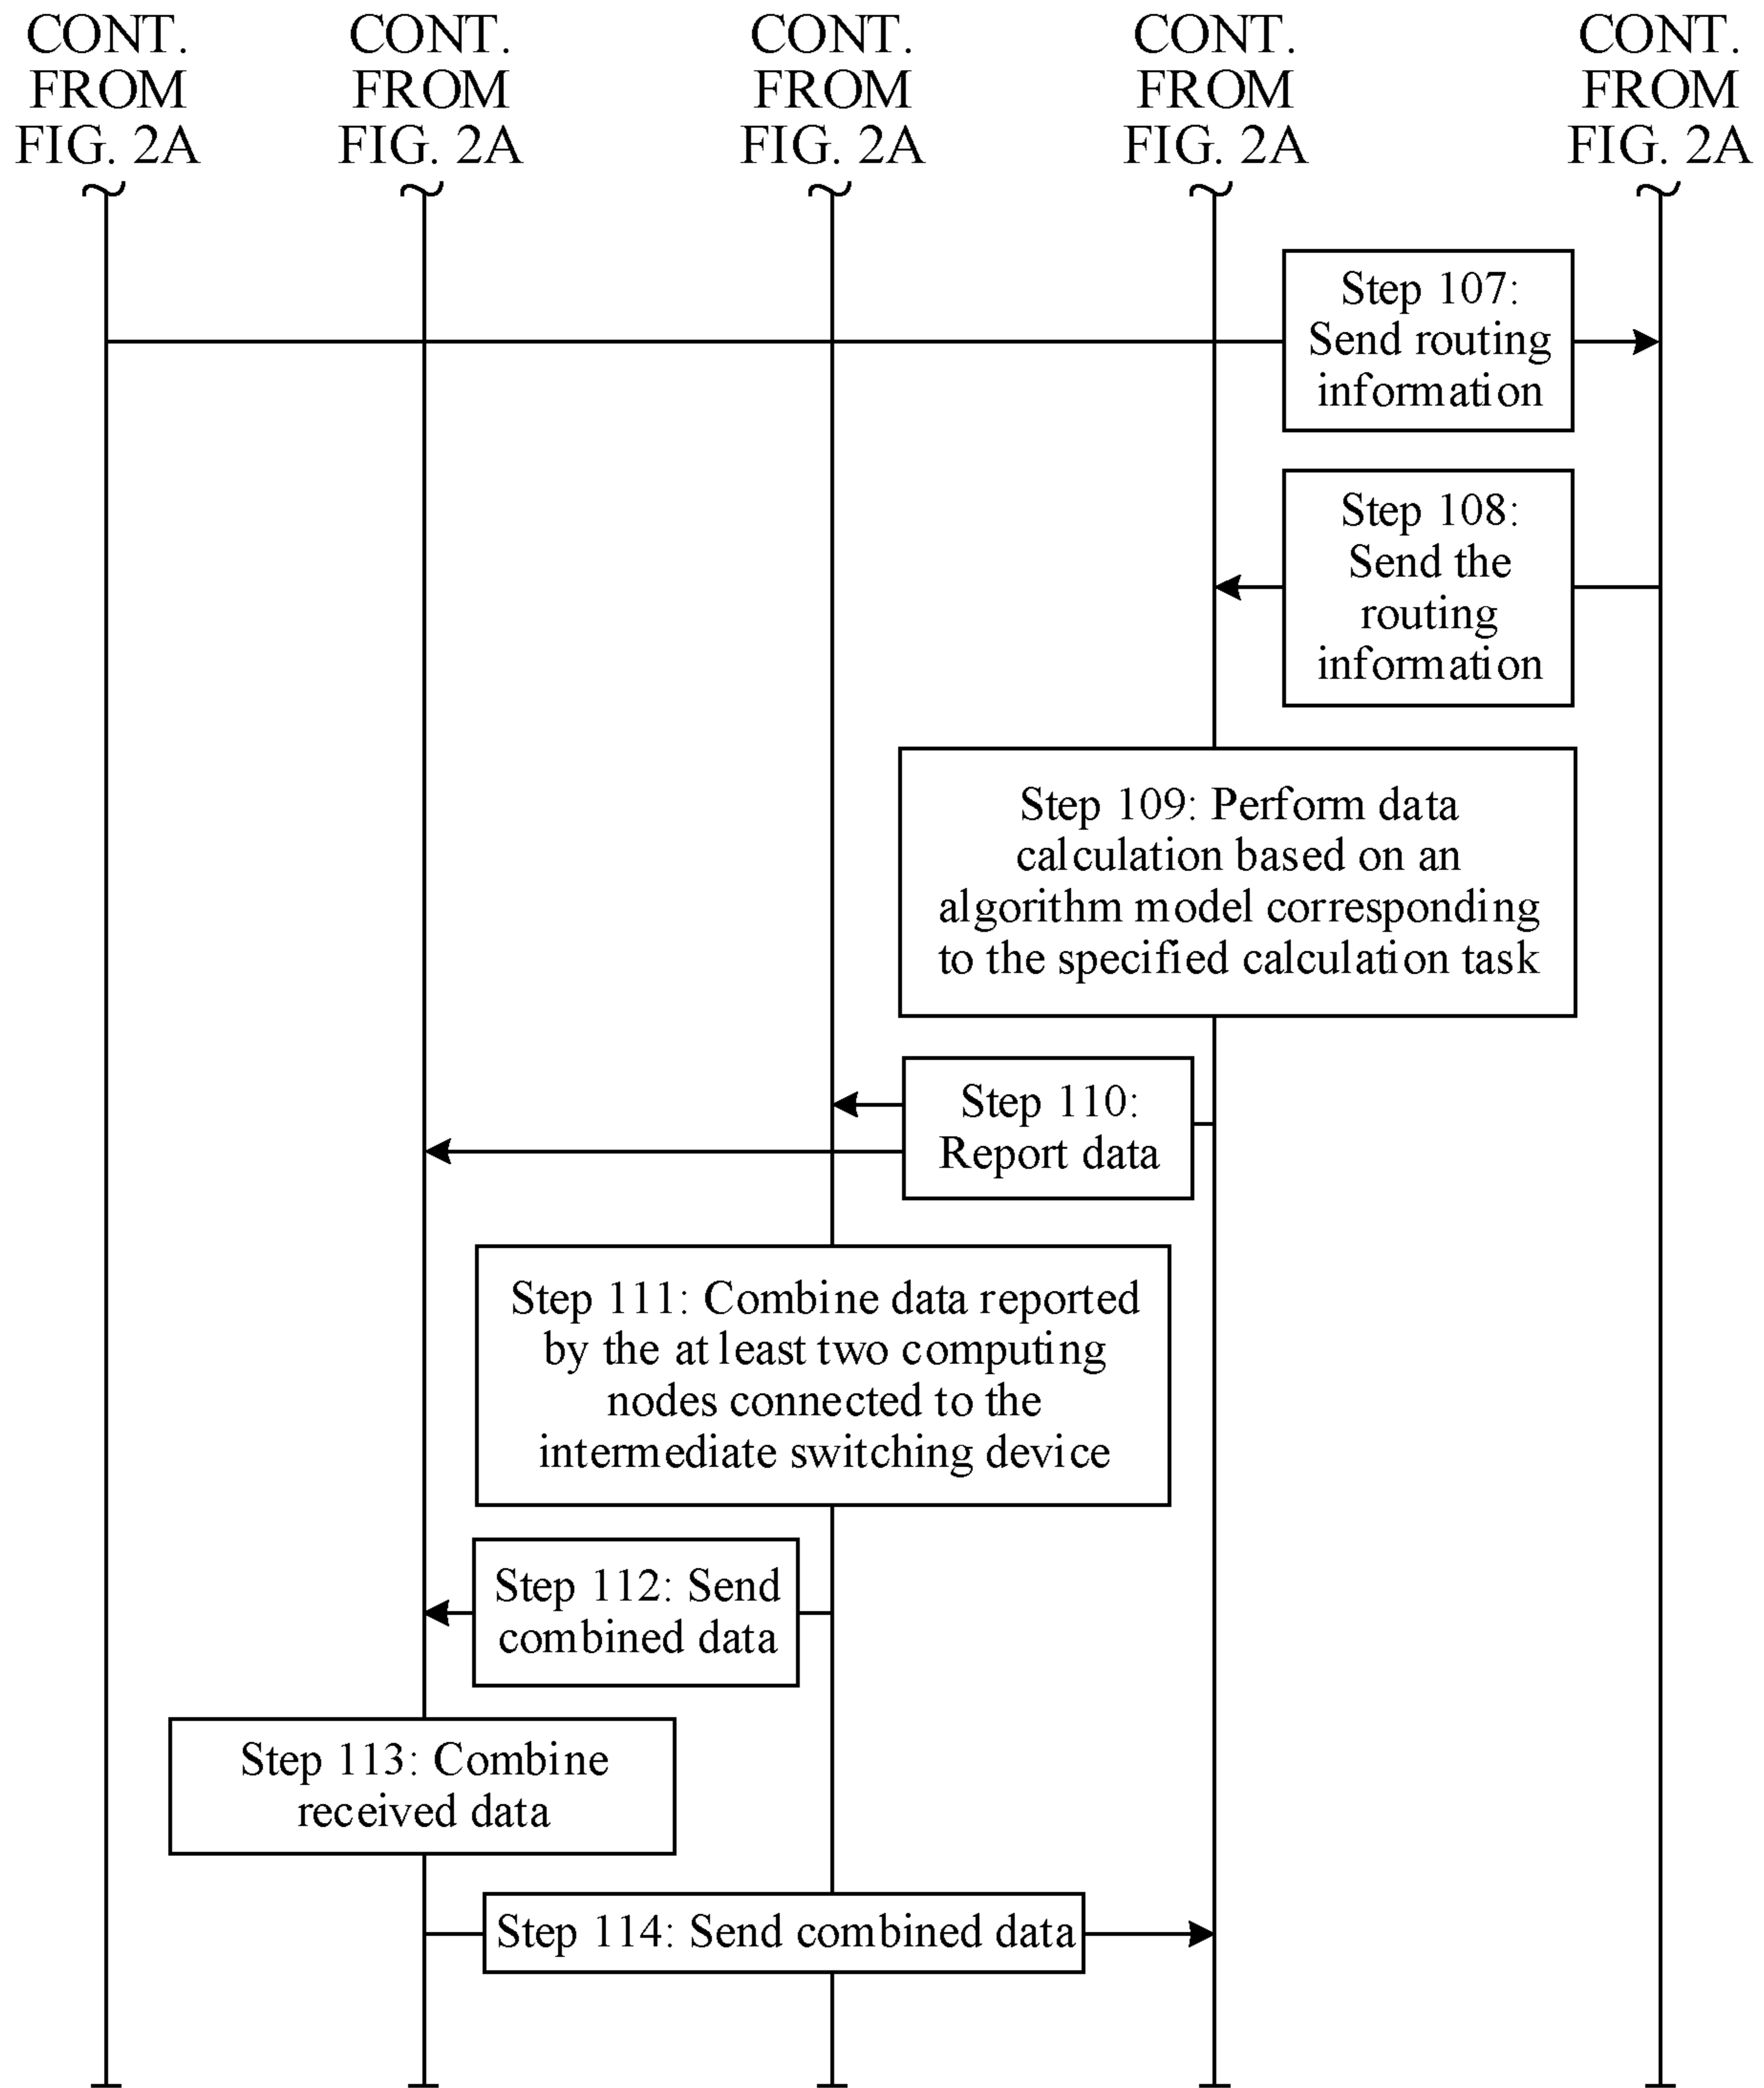 CONT.
FROM
FIG. 2A
CONT.
FROM
FIG. 2A
CONT.
FROM
FIG. 2A
CONT.
FROM
FIG. 2A
CONT.
FROM
FIG. 2A
Step 107:
Send routing
information
Step 108:
Send the
routing
information
Step 109: Perform data
calculation based on an
algorithm model corresponding
to the specified calculation task
Step 110:
Report data
Step 111: Combine data reported
by the at least two computing
nodes connected to the
intermediate switching device
Step 112: Send
combined data
Step 113: Combine
received data
Step 114: Send combined data